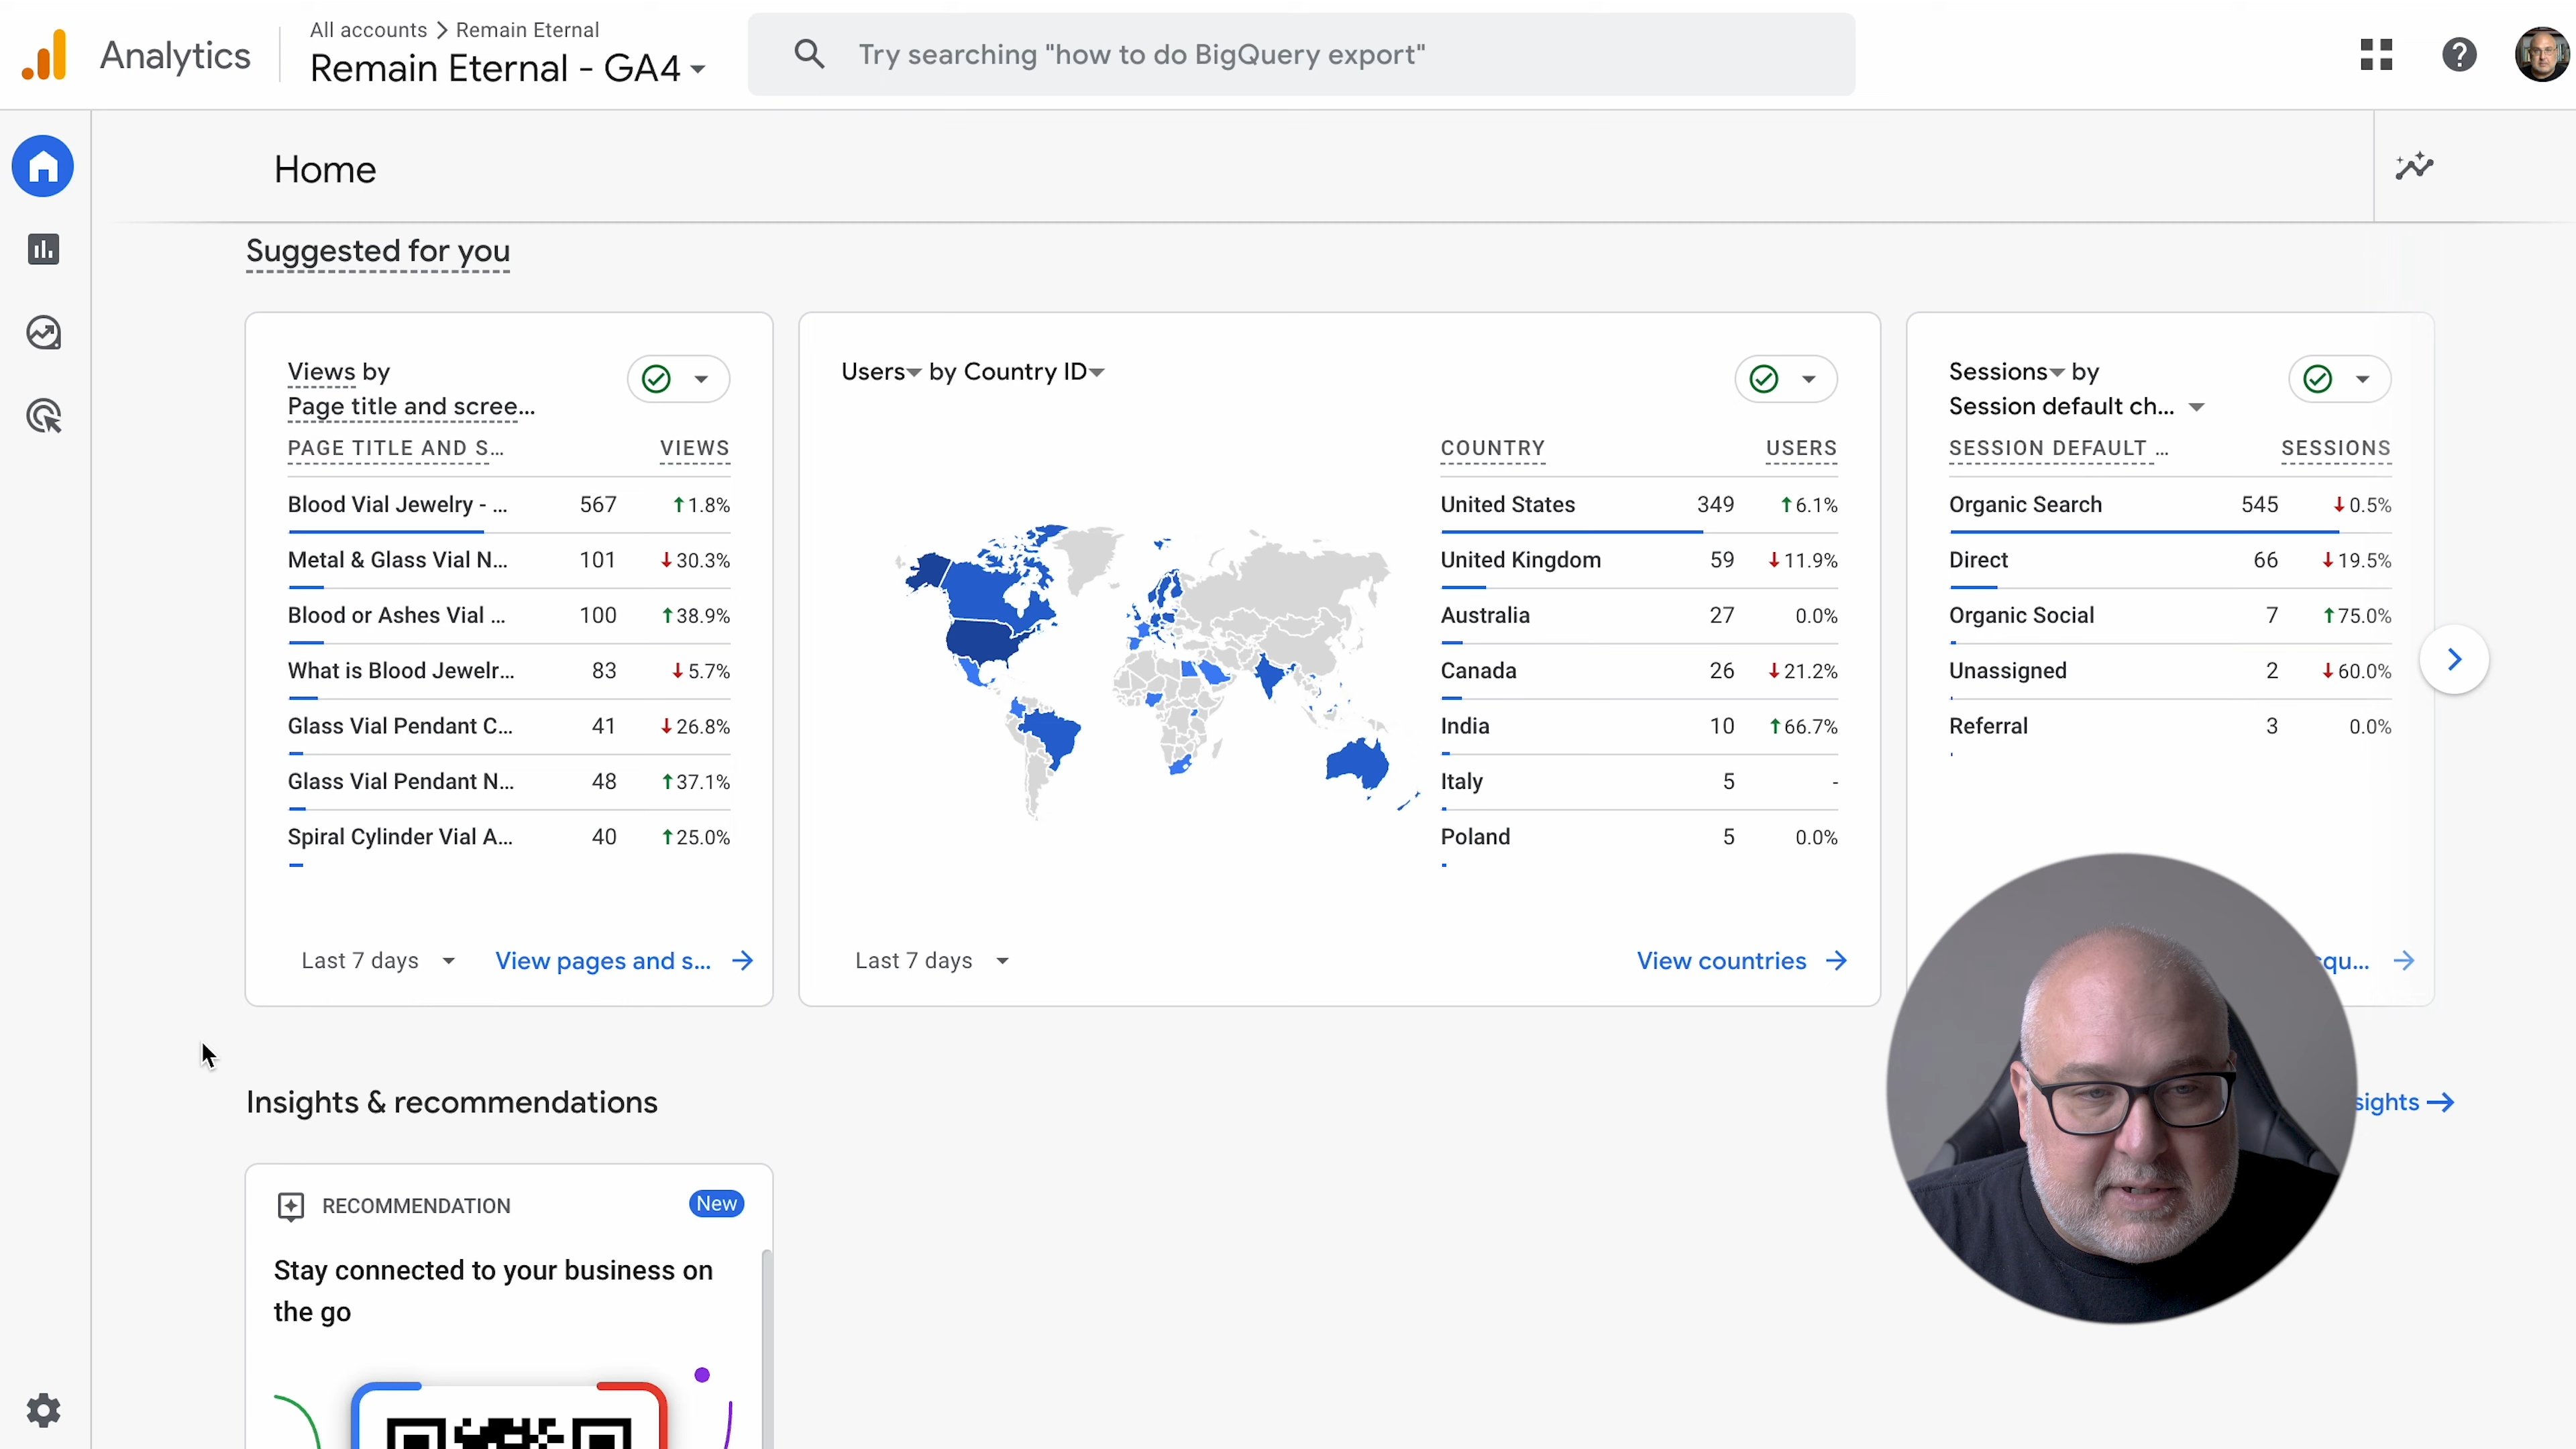 Analytics
All accounts > Remain Eternal
Remain Eternal - GA4
Try searching "how to do BigQuery export"
Home
Suggested for you
Views by
Page title and scree...
PAGE TITLE AND S... VIEWS
Blood Vial Jewelry - ... 567 ↑1.8%
Metal & Glass Vial N... 101 ↓30.3%
Blood or Ashes Vial ... 100 ↑38.9%
What is Blood Jewelr... 83 ↓5.7%
Glass Vial Pendant C... 41 ↓26.8%
Glass Vial Pendant N... 48 ↑37.1%
Spiral Cylinder Vial A... 40 ↑25.0%
Last 7 days View pages and s... →
Users by Country ID
COUNTRY USERS
United States 349 ↑6.1%
United Kingdom 59 ↓11.9%
Australia 27 0.0%
Canada 26 ↓21.2%
India 10 ↑66.7%
Italy 5 -
Poland 5 0.0%
Last 7 days View countries →
Sessions by
Session default ch...
SESSION DEFAULT ... SESSIONS
Organic Search 545 ↓0.5%
Direct 66 ↓19.5%
Organic Social 7 ↑75.0%
Unassigned 2 ↓60.0%
Referral 3 0.0%
qu... →
Insights & recommendations
sights →
RECOMMENDATION New
Stay connected to your business on
the go